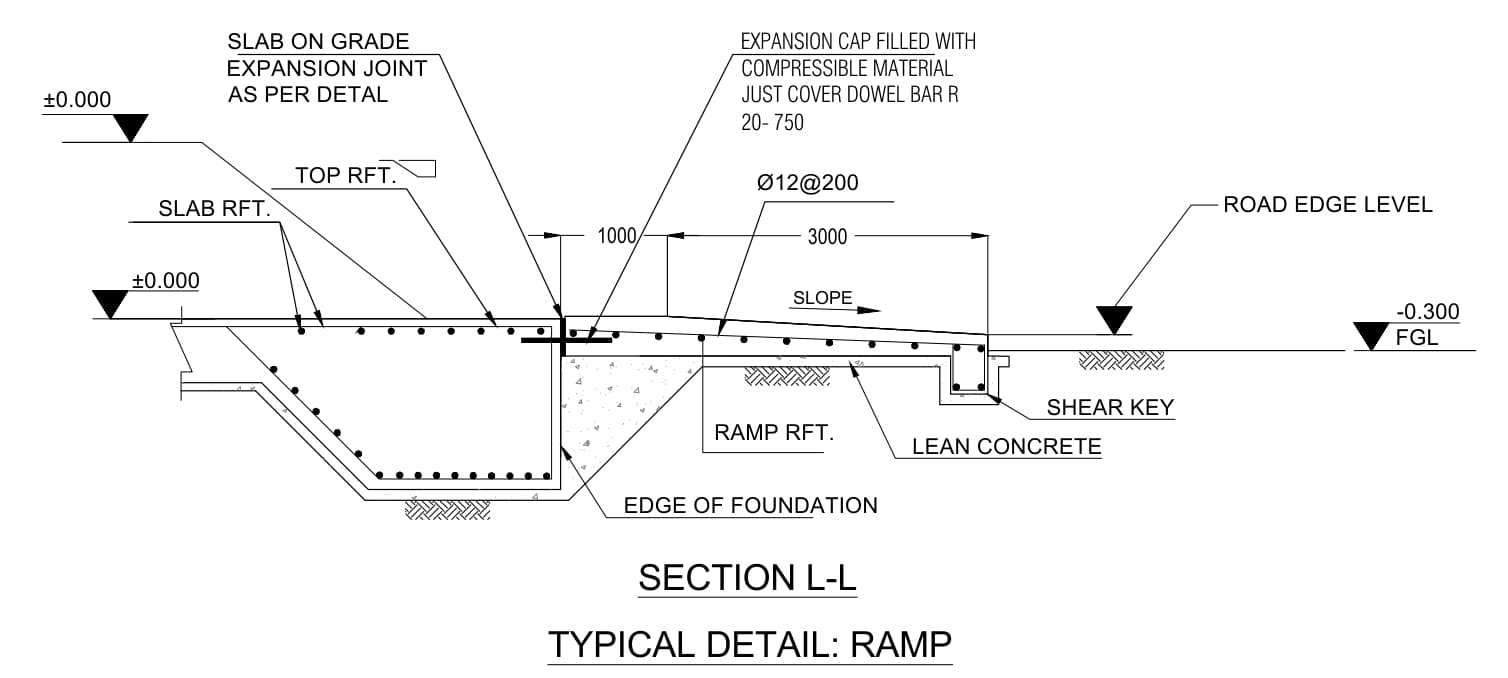 SLAB ON GRADE
EXPANSION JOINT
AS PER DETAL
EXPANSION CAP FILLED WITH
COMPRESSIBLE MATERIAL
JUST COVER DOWEL BAR R
20- 750
±0.000
TOP RFT.
Ø12@200
SLAB RFT.
ROAD EDGE LEVEL
1000
3000
±0.000
SLOPE
-0.300
FGL
SHEAR KEY
RAMP RFT.
LEAN CONCRETE
EDGE OF FOUNDATION
SECTION L-L
TYPICAL DETAIL: RAMP